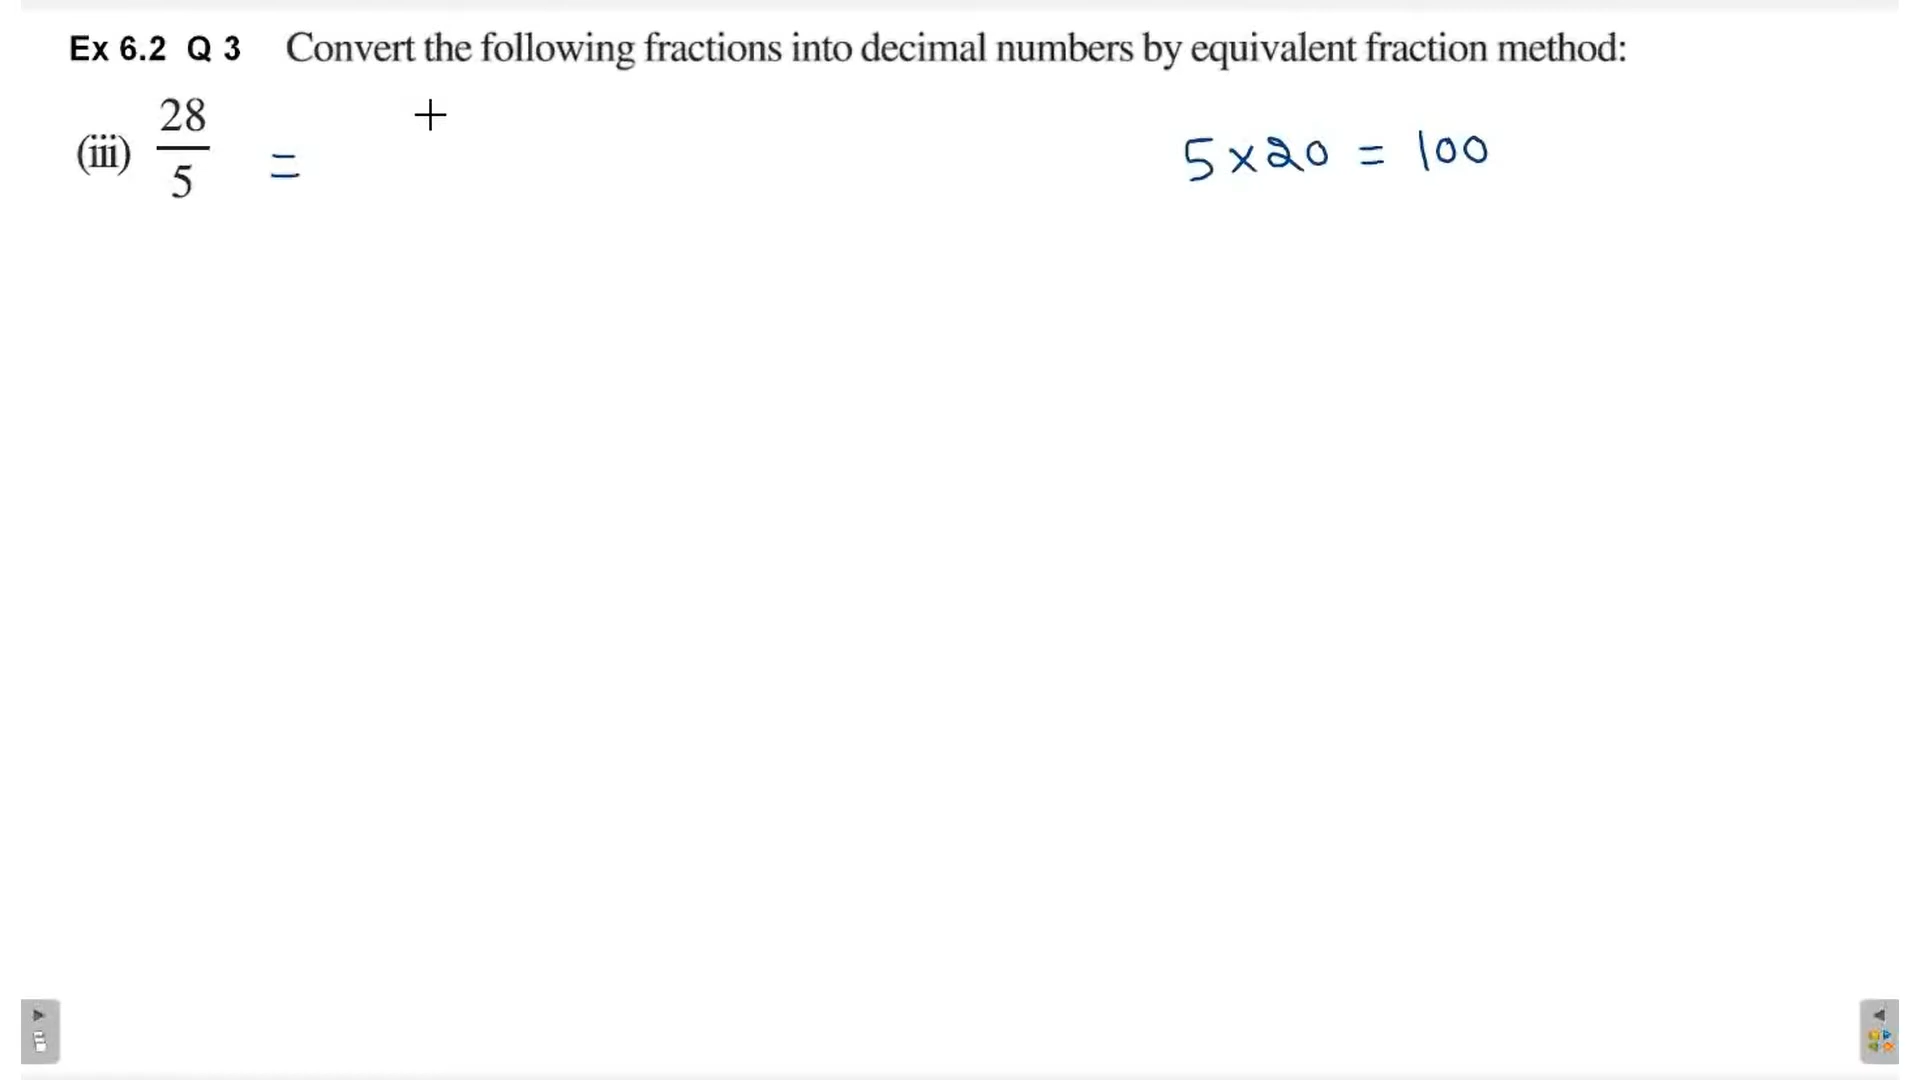 Ex 6.2 Q 3 Convert the following fractions into decimal numbers by equivalent fraction method:
(iii) 28/5 =
5 × 20 = 100